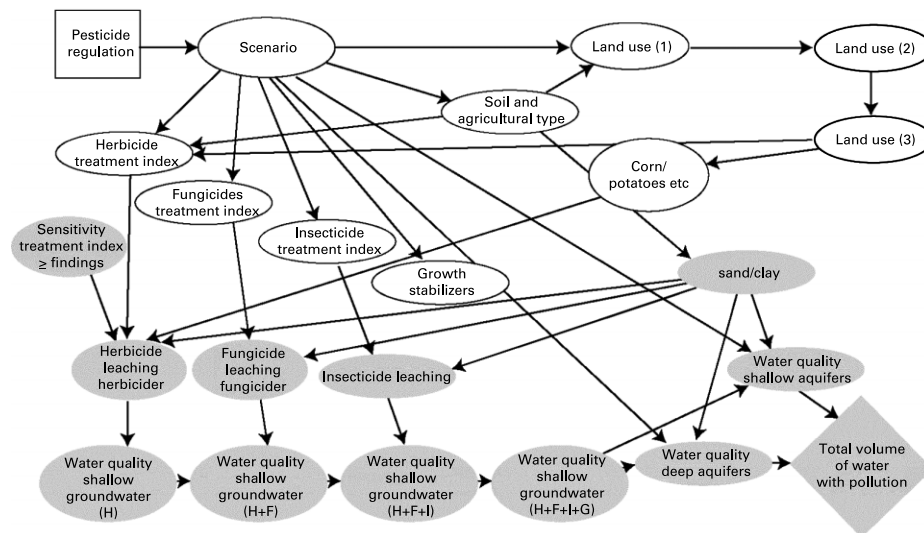 Pesticide
regulation
Scenario
Land use (1)
Land use (2)
Soil and
agricultural type
Herbicide
treatment index
Land use (3)
Corn/
potatoes etc
Fungicides
treatment index
Sensitivity
treatment index
≥ findings
Insecticide
treatment index
Growth
stabilizers
sand/clay
Herbicide
leaching
herbicider
Fungicide
leaching
fungicider
Insecticide leaching
Water quality
shallow aquifers
Water quality
shallow
groundwater
(H)
Water quality
shallow
groundwater
(H+F)
Water quality
shallow
groundwater
(H+F+I)
Water quality
shallow
groundwater
(H+F+I+G)
Water quality
deep aquifers
Total volume
of water
with pollution